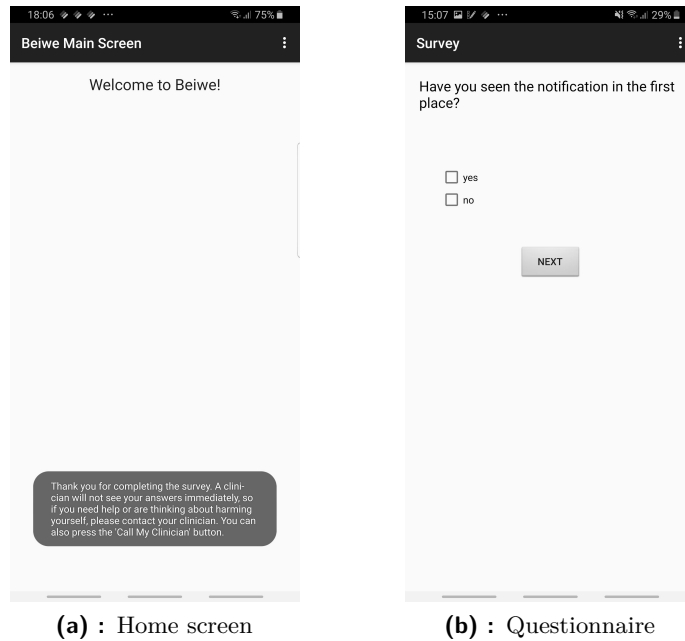 18:06
75%
Beiwe Main Screen
Welcome to Beiwe!
Thank you for completing the survey. A clini-
cian will not see your answers immediately, so
if you need help or are thinking about harming
yourself, please contact your clinician. You can
also press the 'Call My Clinician' button.
(a) : Home screen
15:07
29%
Survey
Have you seen the notification in the first
place?
yes
no
NEXT
(b) : Questionnaire